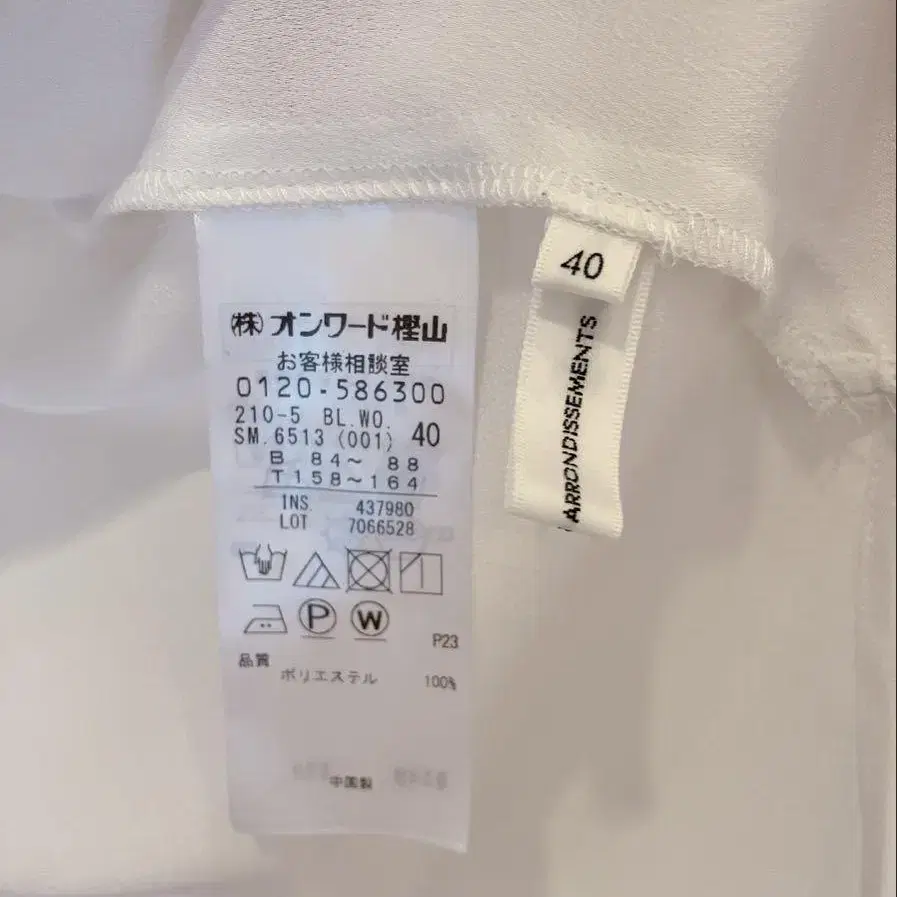 (株)オンワード樫山
お客様相談室
0120-586300
210-5 BL.WO.
SM.6513 (001) 40
B 84～ 88
T158～164
INS. 437980
LOT 7066528
P
W
P23
品質
ポリエステル 100%
中国製
40
ARRONDISSEMENTS